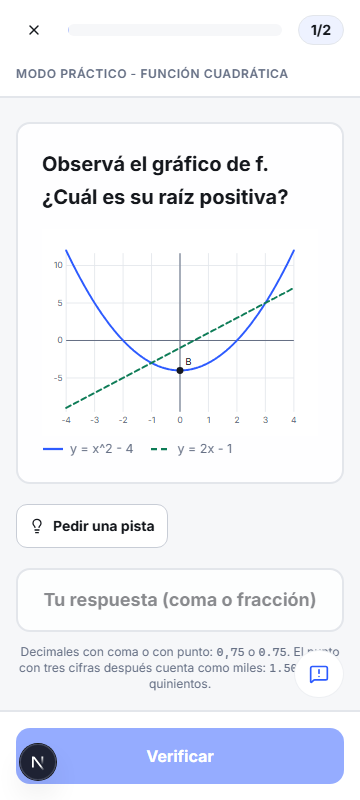 1/2
MODO PRÁCTICO - FUNCIÓN CUADRÁTICA
Observá el gráfico de f.
¿Cuál es su raíz positiva?
10
5
0
-5
B
-4 -3 -2 -1 0 1 2 3 4
y = x^2 - 4 y = 2x - 1
Pedir una pista
Tu respuesta (coma o fracción)
Decimales con coma o con punto: 0,75 o 0.75. El punto
con tres cifras después cuenta como miles:
quinientos.
Verificar
N